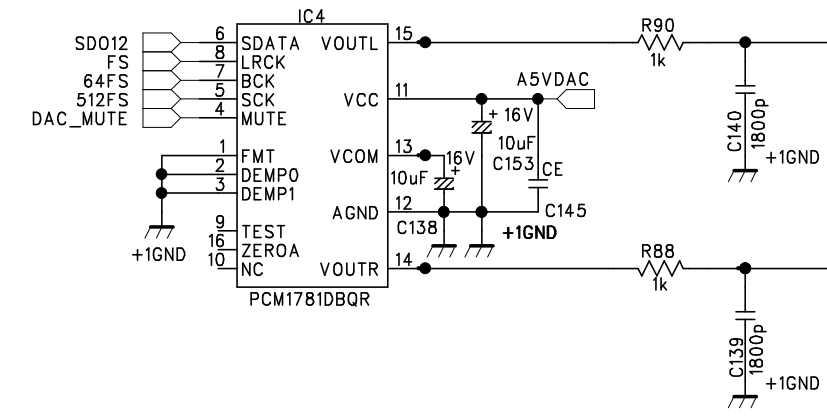 IC4
SDO12 6 SDATA VOUTL 15 R90
FS 8 LRCK 1k
64FS 7 BCK A5VDAC
512FS 5 SCK VCC 11
DAC_MUTE 4 MUTE + 16V
10uF
C153
C140 1800p
+1GND
1 FMT VCOM 13
2 DEMP0 16V +
3 DEMP1 10uF
CE
C145
AGND 12
C138
+1GND
+1GND
9 TEST
16 ZEROA
10 NC VOUTR 14 R88
1k
PCM1781DBQR
C139 1800p
+1GND